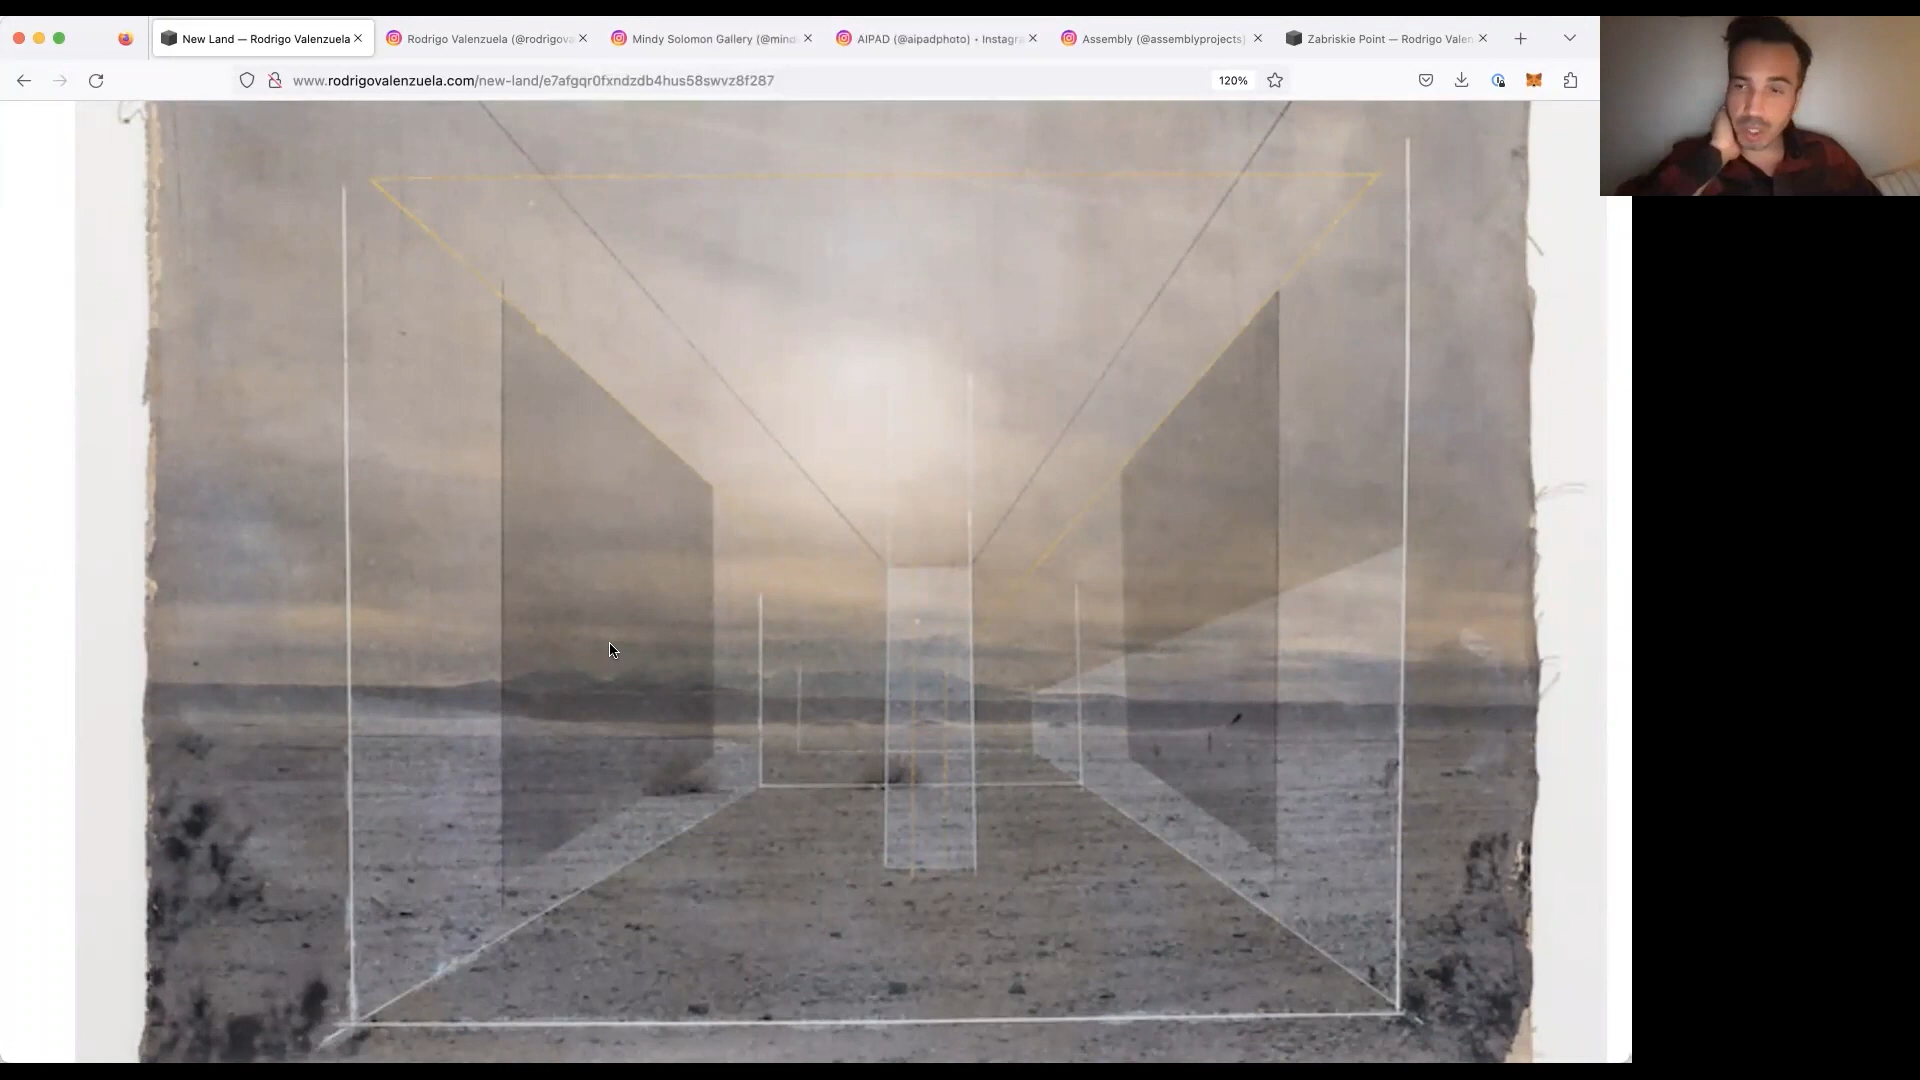 New Land — Rodrigo Valenzuela
Rodrigo Valenzuela (@rodrigova
Mindy Solomon Gallery (@mind
AIPAD (@aipadphoto) • Instagra
Assembly (@assemblyprojects)
Zabriskie Point — Rodrigo Valen
www.rodrigovalenzuela.com/new-land/e7afgqr0fxndzdb4hus58swvz8f287
120%